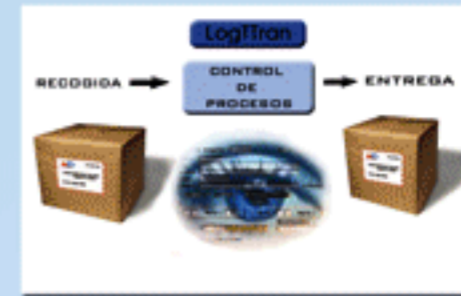 LogTTran
RECOGIDA
CONTROL
DE
PROCESOS
ENTREGA